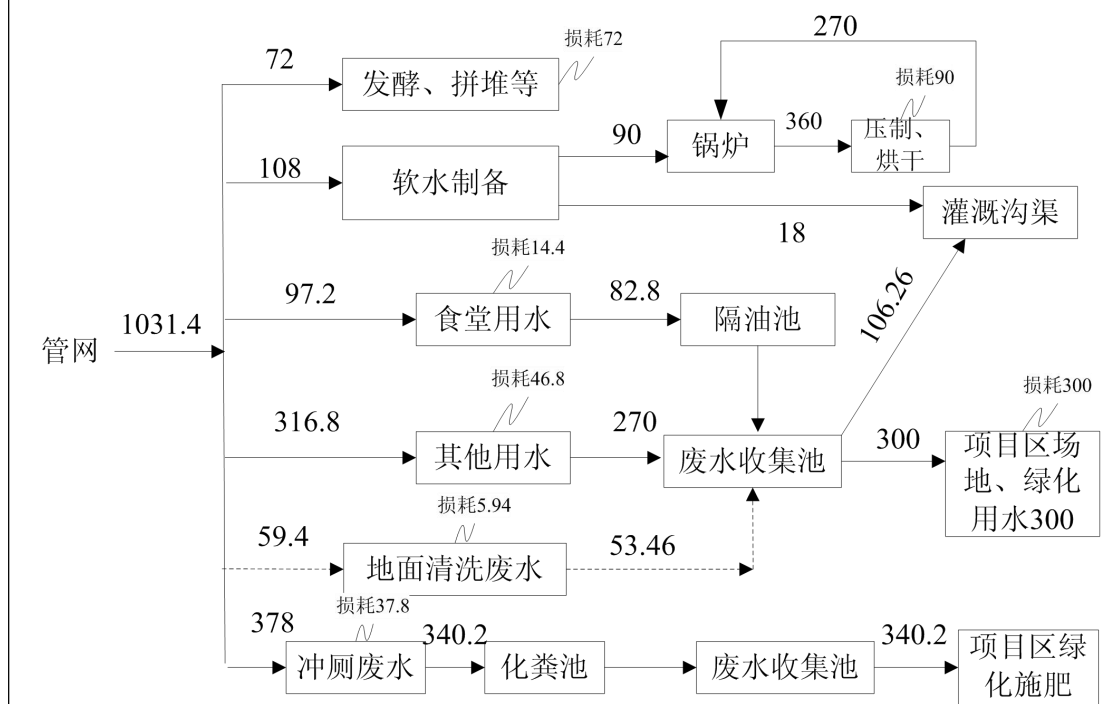 270
损耗72
72
发酵、拼堆等
损耗90
90
锅炉
360
压制、
烘干
108
软水制备
18
灌溉沟渠
损耗14.4
97.2
食堂用水
82.8
隔油池
106.26
1031.4
管网
损耗46.8
316.8
其他用水
270
废水收集池
300
损耗300
项目区场
地、绿化
用水300
损耗5.94
59.4
地面清洗废水
53.46
损耗37.8
378
冲厕废水
340.2
化粪池
废水收集池
340.2
项目区绿
化施肥